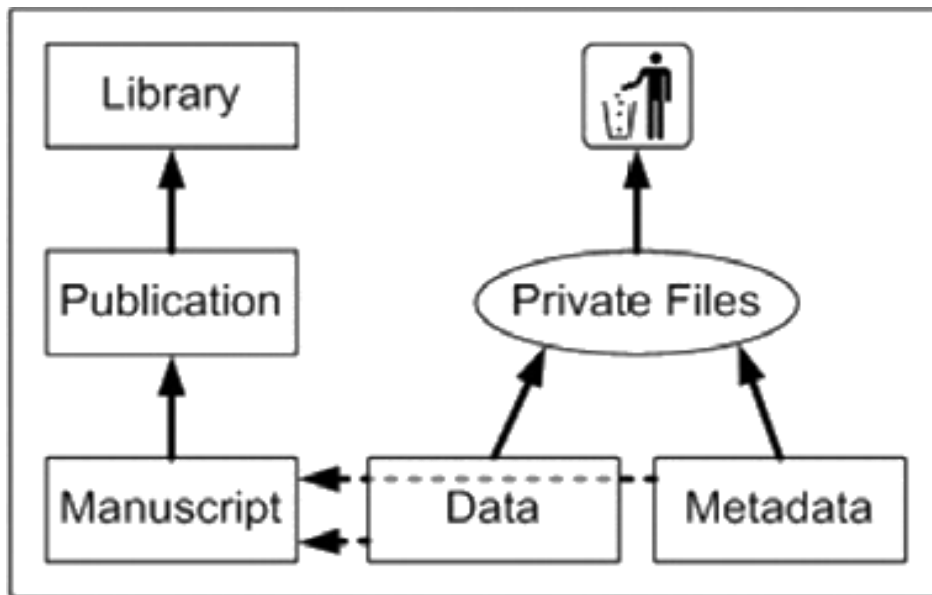 Library
Publication
Private Files
Manuscript
Data
Metadata